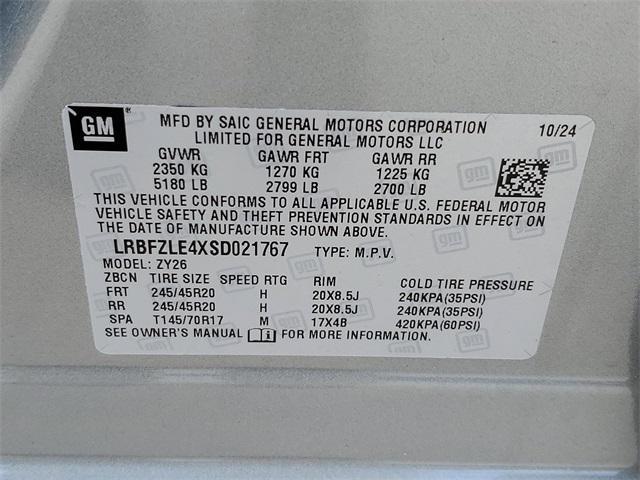 GM ® MFD BY SAIC GENERAL MOTORS CORPORATION 10/24
LIMITED FOR GENERAL MOTORS LLC
GVWR GAWR FRT GAWR RR
2350 KG 1270 KG 1225 KG
5180 LB 2799 LB 2700 LB
THIS VEHICLE CONFORMS TO ALL APPLICABLE U.S. FEDERAL MOTOR
VEHICLE SAFETY AND THEFT PREVENTION STANDARDS IN EFFECT ON
THE DATE OF MANUFACTURE SHOWN ABOVE.
LRBFZLE4XSD021767 TYPE: M.P.V.
MODEL: ZY26
ZBCN TIRE SIZE SPEED RTG RIM COLD TIRE PRESSURE
FRT 245/45R20 H 20X8.5J 240KPA(35PSI)
RR 245/45R20 H 20X8.5J 240KPA(35PSI)
SPA T145/70R17 M 17X4B 420KPA(60PSI)
SEE OWNER'S MANUAL FOR MORE INFORMATION.